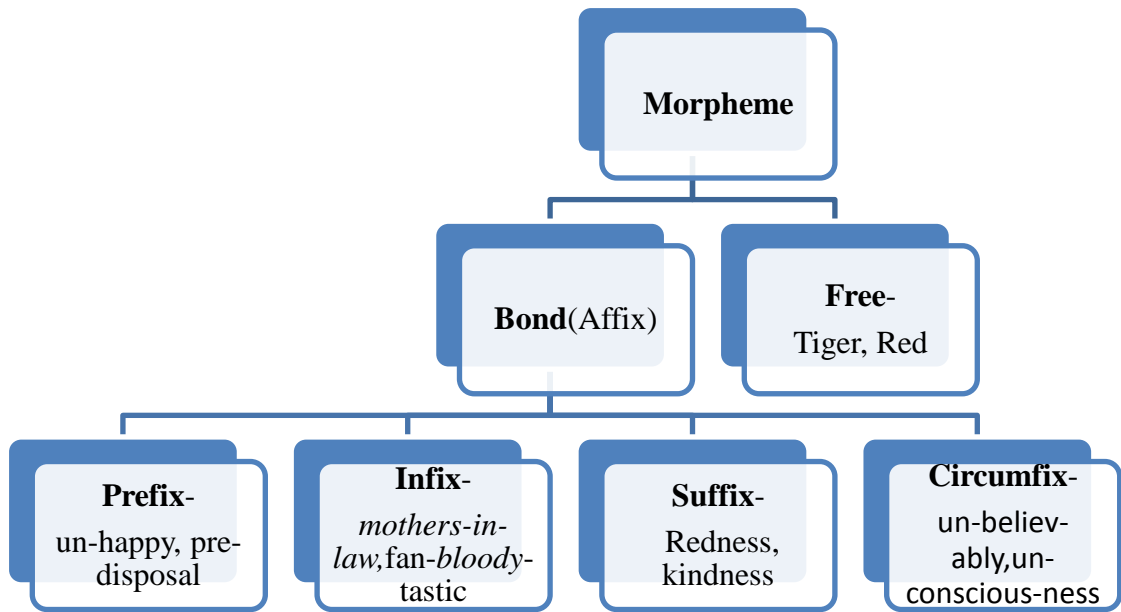 Morpheme
Bond(Affix)
Free-
Tiger, Red
Prefix-
un-happy, pre-
disposal
Infix-
mothers-in-
law,fan-bloody-
tastic
Suffix-
Redness,
kindness
Circumfix-
un-believ-
ably,un-
conscious-ness